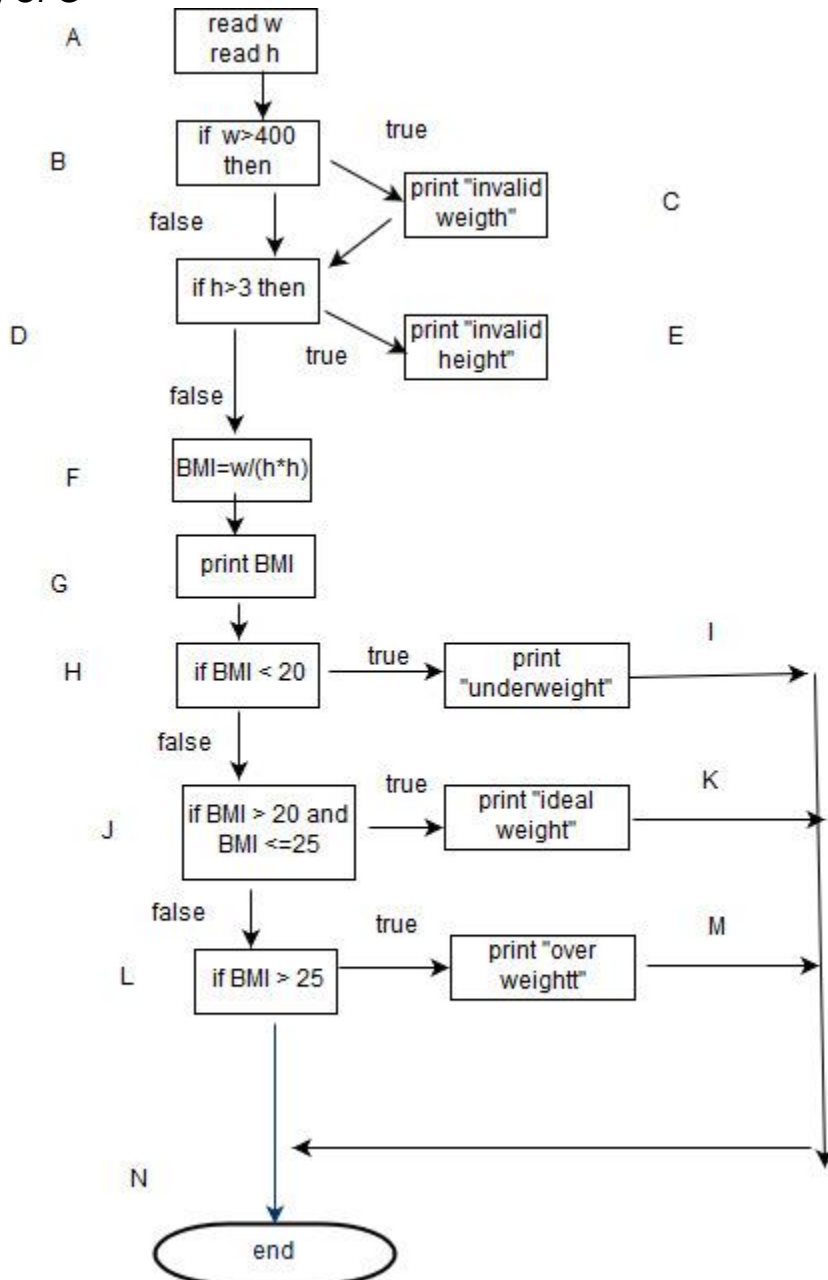 A
read w
read h
B
if w>400
then
true
print "invalid
weigth"
C
false
if h>3 then
D
true
print "invalid
height"
E
false
F
BMI=w/(h*h)
G
print BMI
H
if BMI < 20
true
print
"underweight"
I
false
J
if BMI > 20 and
BMI <=25
true
print "ideal
weight"
K
false
L
if BMI > 25
true
print "over
weightt"
M
N
end